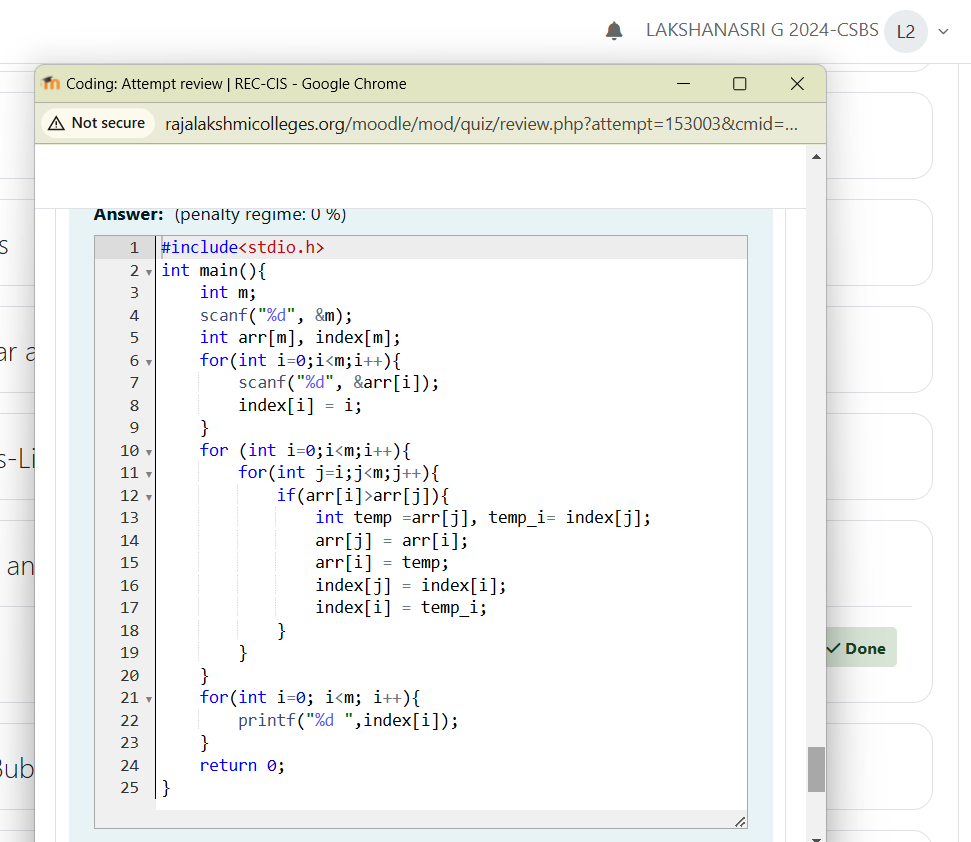 LAKSHANASRI G 2024-CSBS L2
Coding: Attempt review | REC-CIS - Google Chrome
Not secure rajalakshmicolleges.org/moodle/mod/quiz/review.php?attempt=153003&cmid=...
Answer: (penalty regime: 0 %)
1 #include<stdio.h>
2 int main(){
3     int m;
4     scanf("%d", &m);
5     int arr[m], index[m];
6     for(int i=0;i<m;i++){
7         scanf("%d", &arr[i]);
8         index[i] = i;
9     }
10     for (int i=0;i<m;i++){
11         for(int j=i;j<m;j++){
12             if(arr[i]>arr[j]){
13                 int temp =arr[j], temp_i= index[j];
14                 arr[j] = arr[i];
15                 arr[i] = temp;
16                 index[j] = index[i];
17                 index[i] = temp_i;
18             }
19         }
20     }
21     for(int i=0; i<m; i++){
22         printf("%d ",index[i]);
23     }
24     return 0;
25 }
s
ar a
s-Li
an
Done